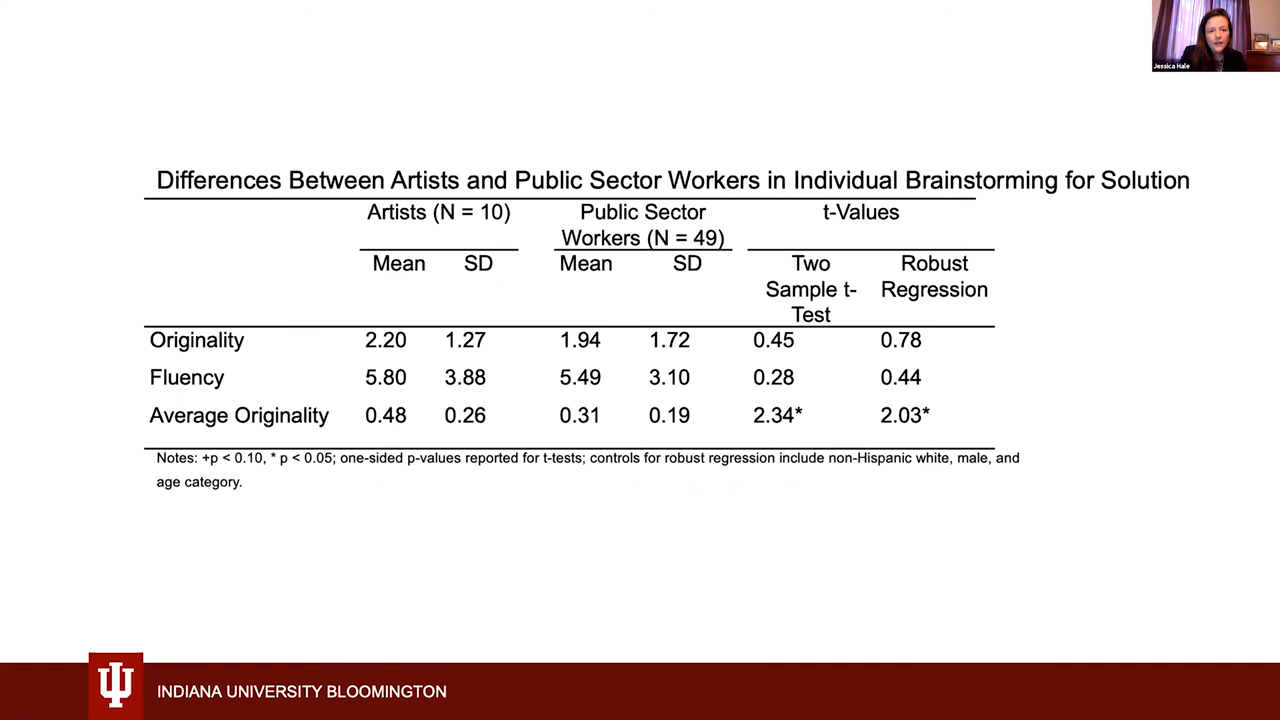 Jessica Hale
Differences Between Artists and Public Sector Workers in Individual Brainstorming for Solution
Artists (N = 10) Public Sector Workers (N = 49) t-Values
Mean SD Mean SD Two Sample t-Test Robust Regression
Originality 2.20 1.27 1.94 1.72 0.45 0.78
Fluency 5.80 3.88 5.49 3.10 0.28 0.44
Average Originality 0.48 0.26 0.31 0.19 2.34* 2.03*
Notes: +p < 0.10, * p < 0.05; one-sided p-values reported for t-tests; controls for robust regression include non-Hispanic white, male, and
age category.
INDIANA UNIVERSITY BLOOMINGTON